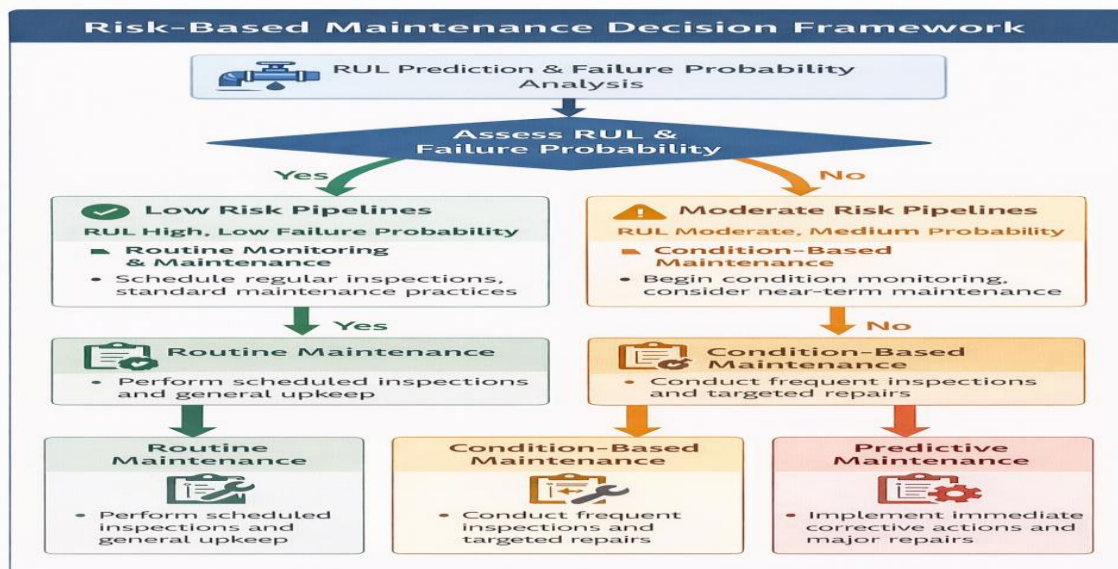 Risk-Based Maintenance Decision Framework
RUL Prediction & Failure Probability
Analysis
Assess RUL &
Failure Probability
Yes
No
Low Risk Pipelines
RUL High, Low Failure Probability
Routine Monitoring
& Maintenance
• Schedule regular inspections,
standard maintenance practices
Moderate Risk Pipelines
RUL Moderate, Medium Probability
Condition-Based
Maintenance
• Begin condition monitoring,
consider near-term maintenance
Yes
No
Routine Maintenance
• Perform scheduled inspections
and general upkeep
Condition-Based
Maintenance
• Conduct frequent inspections
and targeted repairs
Routine
Maintenance
• Perform scheduled
inspections and
general upkeep
Condition-Based
Maintenance
• Conduct frequent
inspections and
targeted repairs
Predictive
Maintenance
• Implement immediate
corrective actions and
major repairs